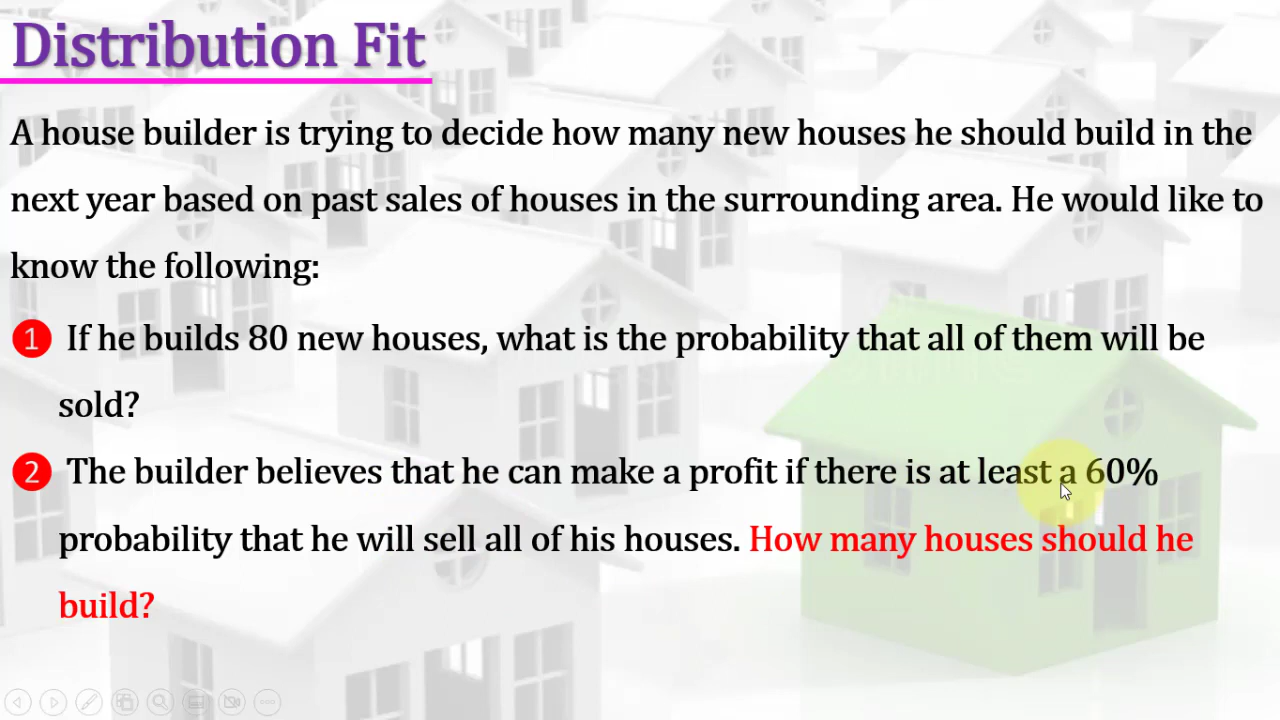 Distribution Fit
A house builder is trying to decide how many new houses he should build in the
next year based on past sales of houses in the surrounding area. He would like to
know the following:
❶ If he builds 80 new houses, what is the probability that all of them will be
sold?
❷ The builder believes that he can make a profit if there is at least a 60%
probability that he will sell all of his houses. How many houses should he
build?